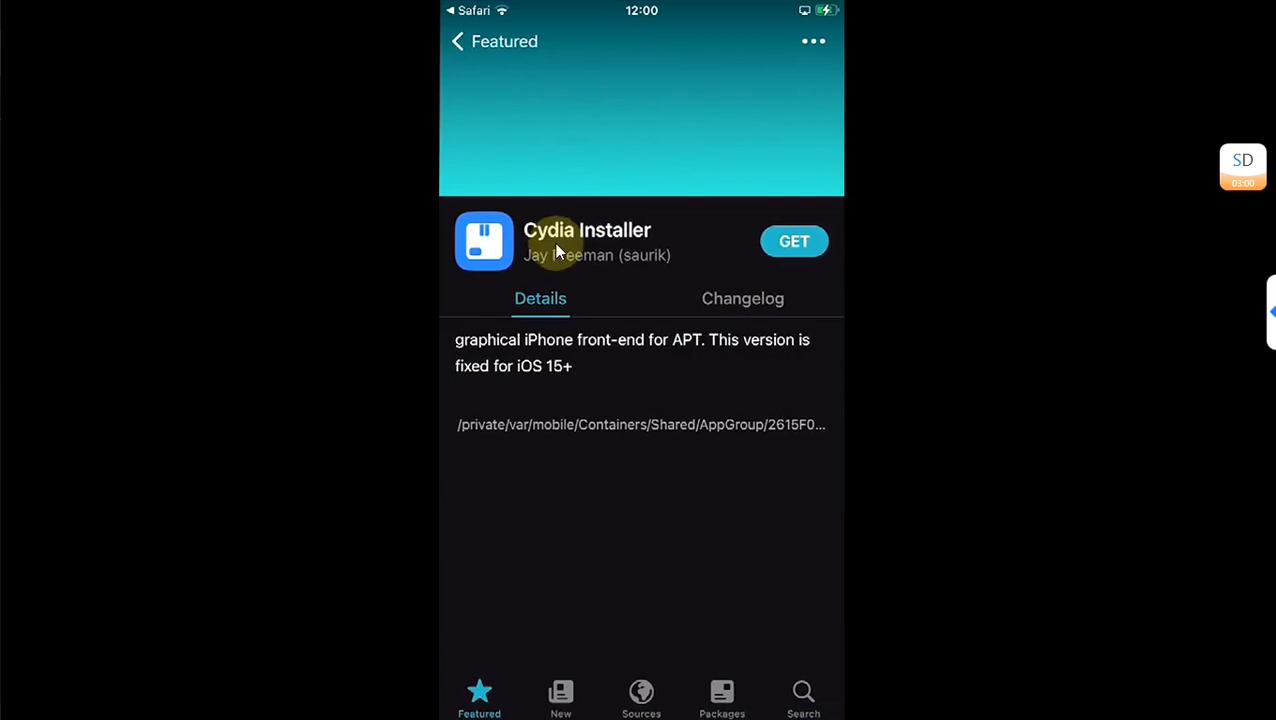 Safari
12:00
Featured
SD
03:00
Cydia Installer
GET
Jay Freeman (saurik)
Details
Changelog
graphical iPhone front-end for APT. This version is
fixed for iOS 15+
/private/var/mobile/Containers/Shared/AppGroup/2615F0...
Featured
New
Sources
Packages
Search